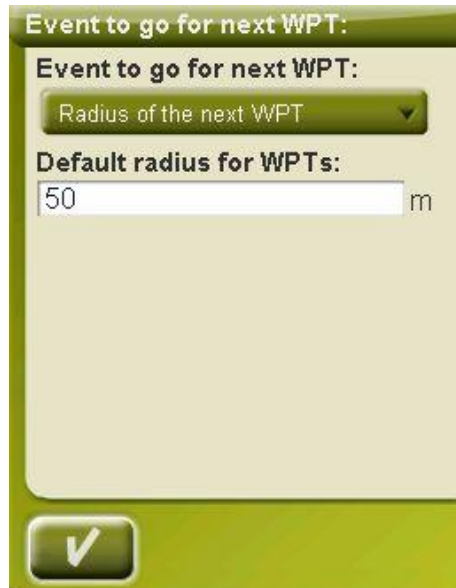 Event to go for next WPT:
Event to go for next WPT:
Radius of the next WPT
Default radius for WPTs:
50 m